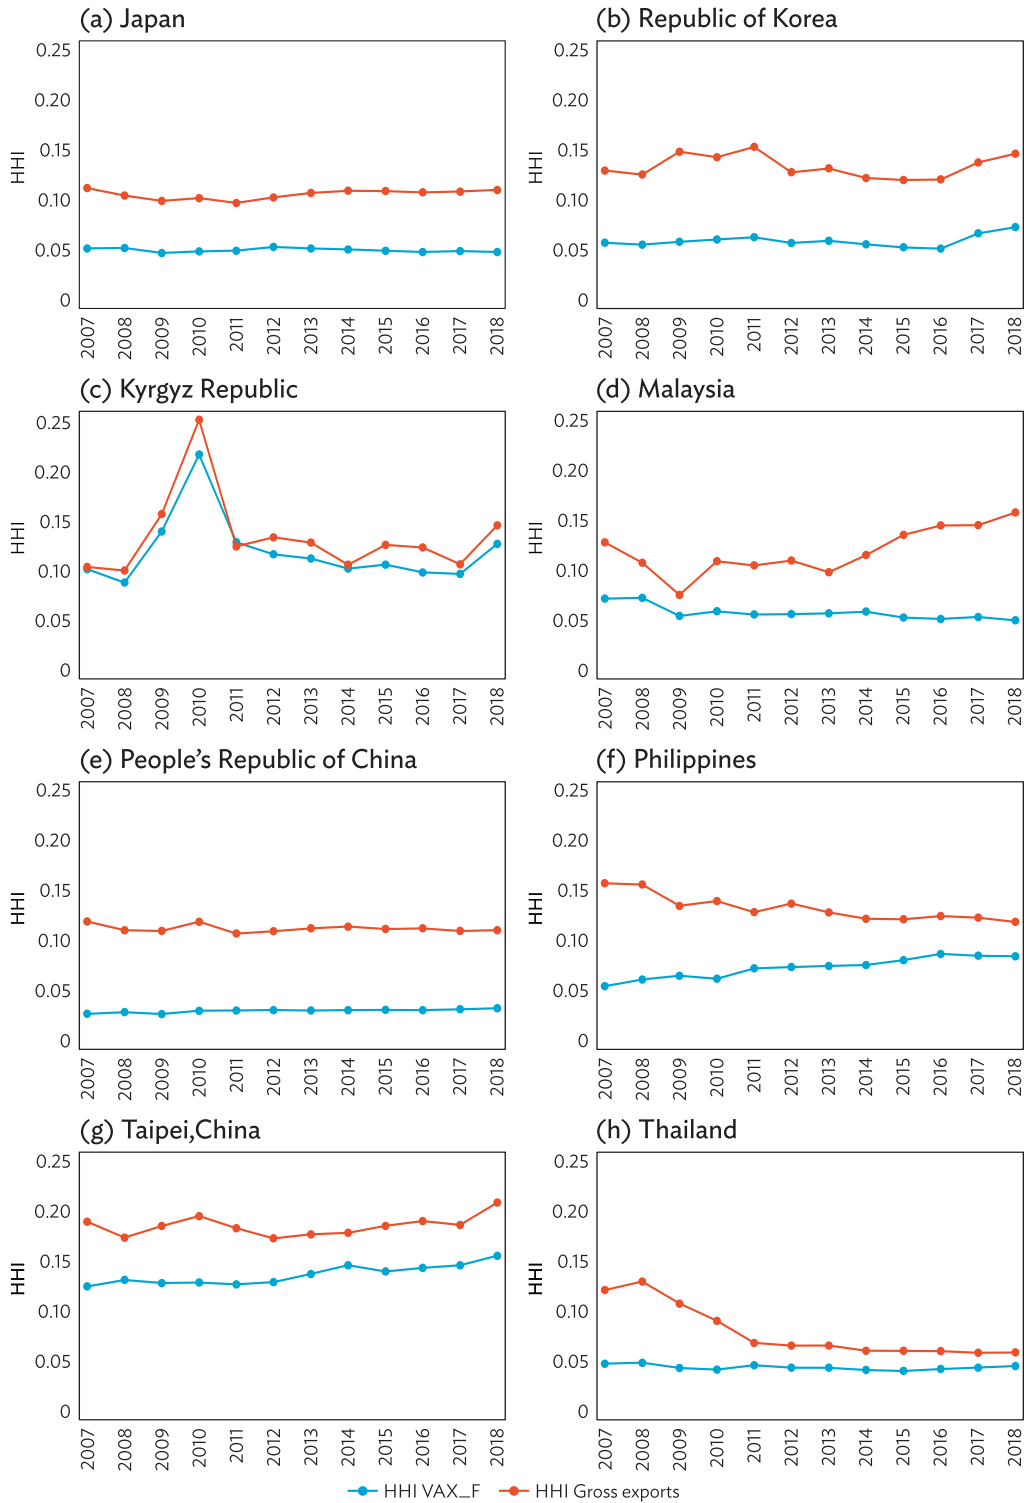 (a) Japan
HHI
0.25
0.20
0.15
0.10
0.05
0
2007 2008 2009 2010 2011 2012 2013 2014 2015 2016 2017 2018
(b) Republic of Korea
HHI
0.25
0.20
0.15
0.10
0.05
0
2007 2008 2009 2010 2011 2012 2013 2014 2015 2016 2017 2018
(c) Kyrgyz Republic
HHI
0.25
0.20
0.15
0.10
0.05
0
2007 2008 2009 2010 2011 2012 2013 2014 2015 2016 2017 2018
(d) Malaysia
HHI
0.25
0.20
0.15
0.10
0.05
0
2007 2008 2009 2010 2011 2012 2013 2014 2015 2016 2017 2018
(e) People’s Republic of China
HHI
0.25
0.20
0.15
0.10
0.05
0
2007 2008 2009 2010 2011 2012 2013 2014 2015 2016 2017 2018
(f) Philippines
HHI
0.25
0.20
0.15
0.10
0.05
0
2007 2008 2009 2010 2011 2012 2013 2014 2015 2016 2017 2018
(g) Taipei,China
HHI
0.25
0.20
0.15
0.10
0.05
0
2007 2008 2009 2010 2011 2012 2013 2014 2015 2016 2017 2018
(h) Thailand
HHI
0.25
0.20
0.15
0.10
0.05
0
2007 2008 2009 2010 2011 2012 2013 2014 2015 2016 2017 2018
HHI VAX_F HHI Gross exports